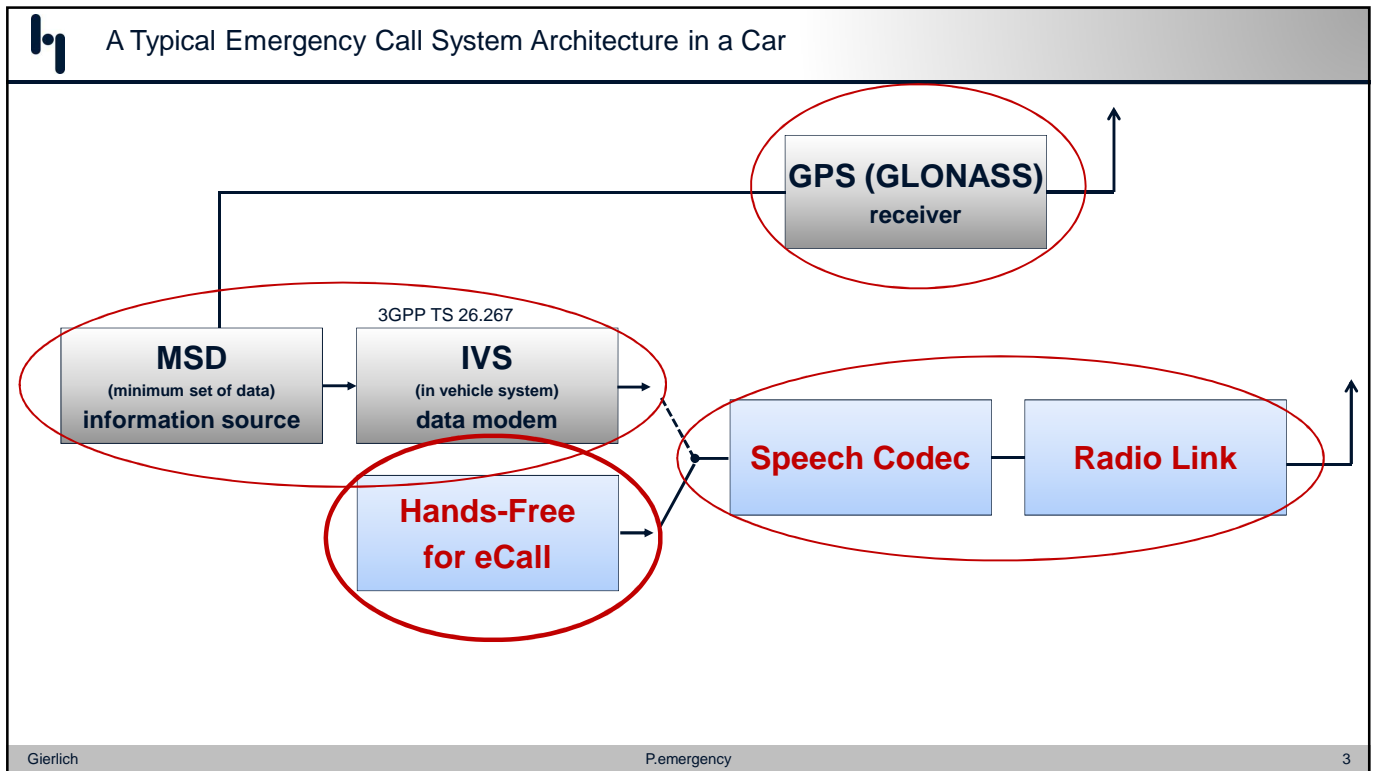 A Typical Emergency Call System Architecture in a Car
GPS (GLONASS)
receiver
3GPP TS 26.267
MSD
(minimum set of data)
information source
IVS
(in vehicle system)
data modem
Hands-Free
for eCall
Speech Codec
Radio Link
Gierlich
P.emergency
3